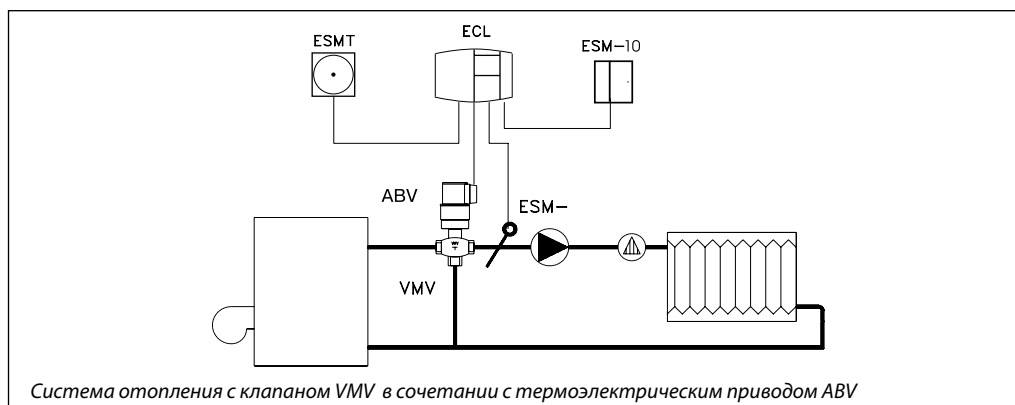 ESMT
ECL
ESM-10
ABV
ESM-
VMV
Система отопления с клапаном VMV в сочетании с термоэлектрическим приводом ABV